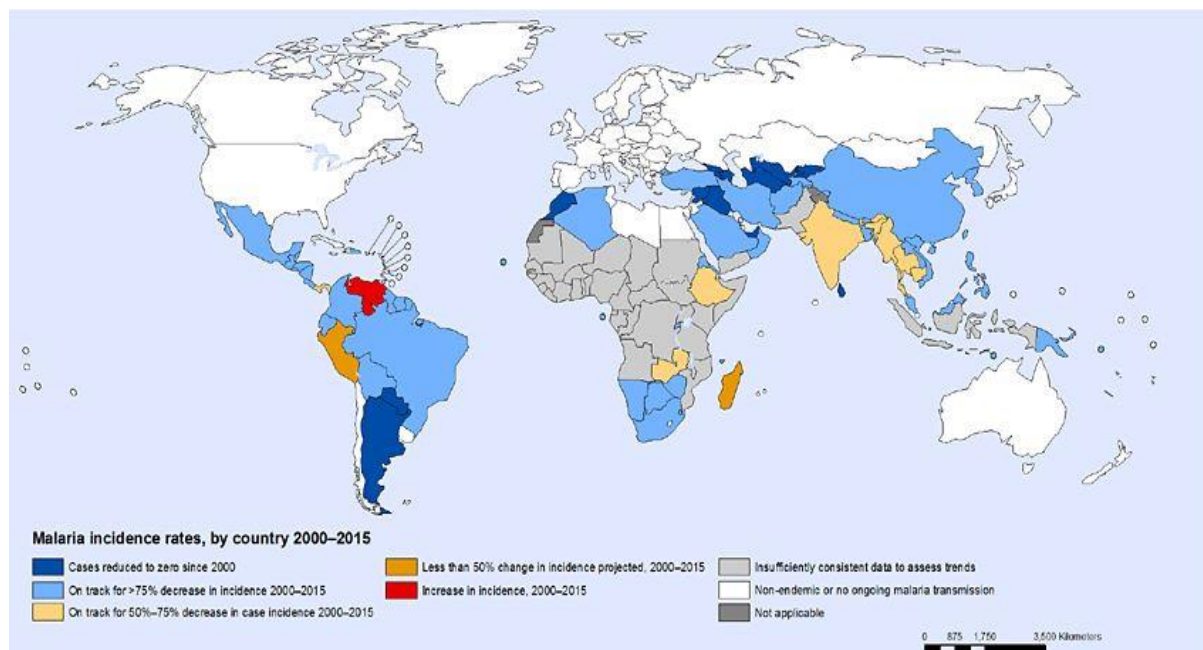 Malaria incidence rates, by country 2000–2015
Cases reduced to zero since 2000
On track for >75% decrease in incidence 2000–2015
On track for 50%–75% decrease in case incidence 2000–2015
Less than 50% change in incidence projected, 2000–2015
Increase in incidence, 2000–2015
Insufficiently consistent data to assess trends
Non-endemic or no ongoing malaria transmission
Not applicable
0 875 1,750 3,500 Kilometers